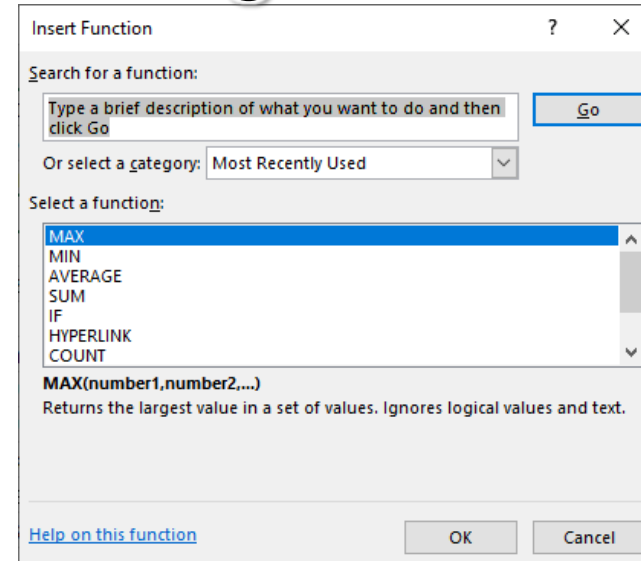 Insert Function
?
Search for a function:
Type a brief description of what you want to do and then
click Go
Go
Or select a category: Most Recently Used
Select a function:
MAX
MIN
AVERAGE
SUM
IF
HYPERLINK
COUNT
MAX(number1,number2,...)
Returns the largest value in a set of values. Ignores logical values and text.
Help on this function
OK
Cancel